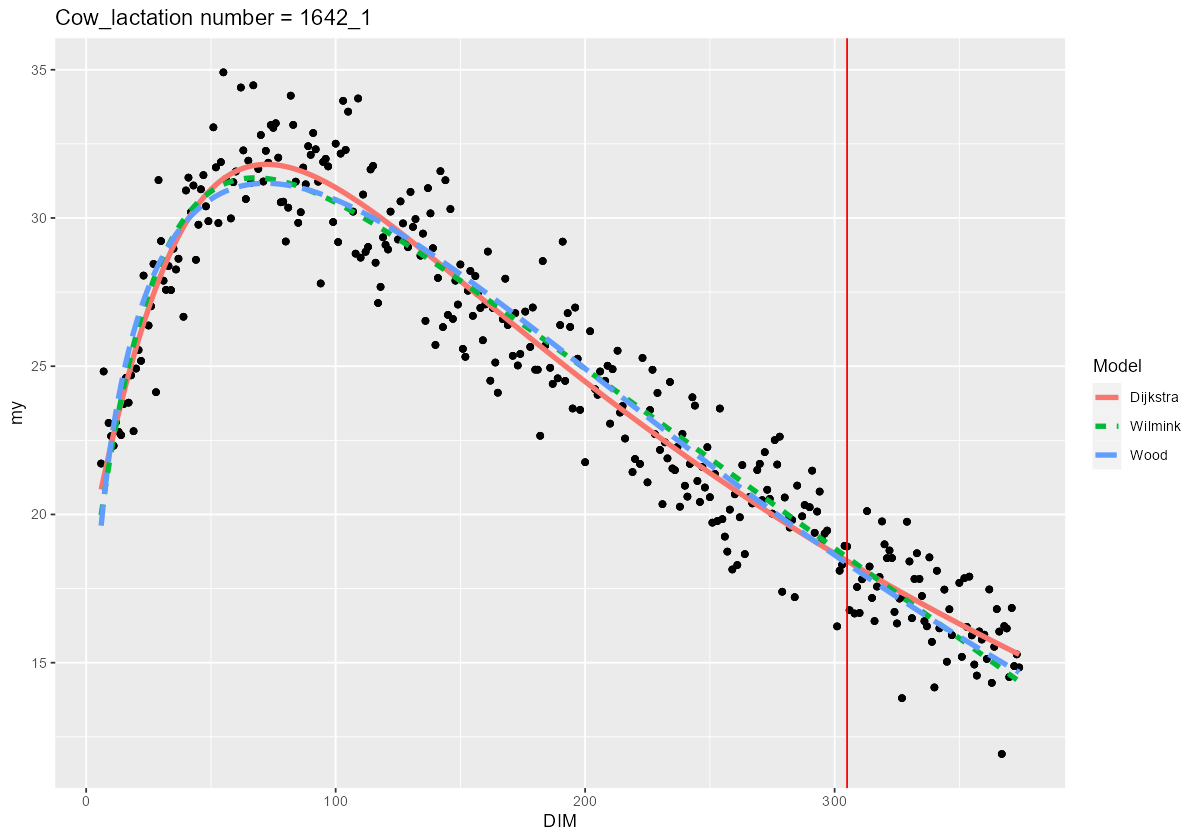 Cow_lactation number = 1642_1
35
30
25
20
15
my
0 100 200 300
DIM
Model
Dijkstra
Wilmink
Wood